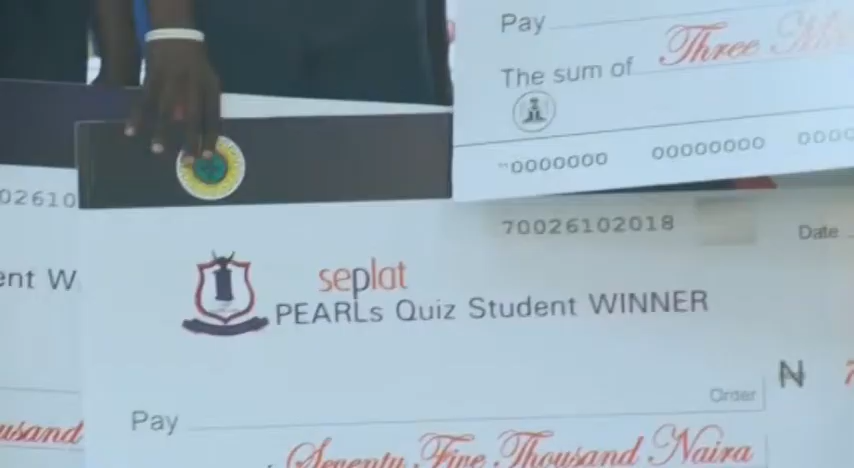 Pay
Three
The sum of
"0000000 00000000 0000
02610
70026102018
Date
ent W
seplat
PEARLs Quiz Student WINNER
N
Order
Pay
usand
Seventy Five Thousand Naira